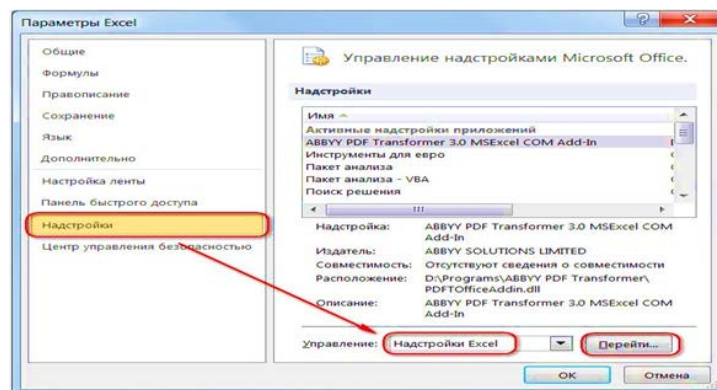 Параметры Excel
Общие
Формулы
Правописание
Сохранение
Язык
Дополнительно
Настройка ленты
Панель быстрого доступа
Надстройки
Центр управления безопасностью
Управление надстройками Microsoft Office.
Надстройки
Имя
Активные надстройки приложений
ABBYY PDF Transformer 3.0 MSExcel COM Add-In
Инструменты для евро
Пакет анализа
Пакет анализа - VBA
Поиск решения
Надстройка: ABBYY PDF Transformer 3.0 MSExcel COM
Add-In
Издатель: ABBYY SOLUTIONS LIMITED
Совместимость: Отсутствуют сведения о совместимости
Расположение: D:\Programs\ABBYY PDF Transformer\
PDFTOfficeAddin.dll
Описание: ABBYY PDF Transformer 3.0 MSExcel COM
Add-In
Управление: Надстройки Excel Перейти...
ОК Отмена